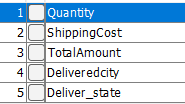 1 Quantity
2 ShippingCost
3 TotalAmount
4 Deliveredcity
5 Deliver_state